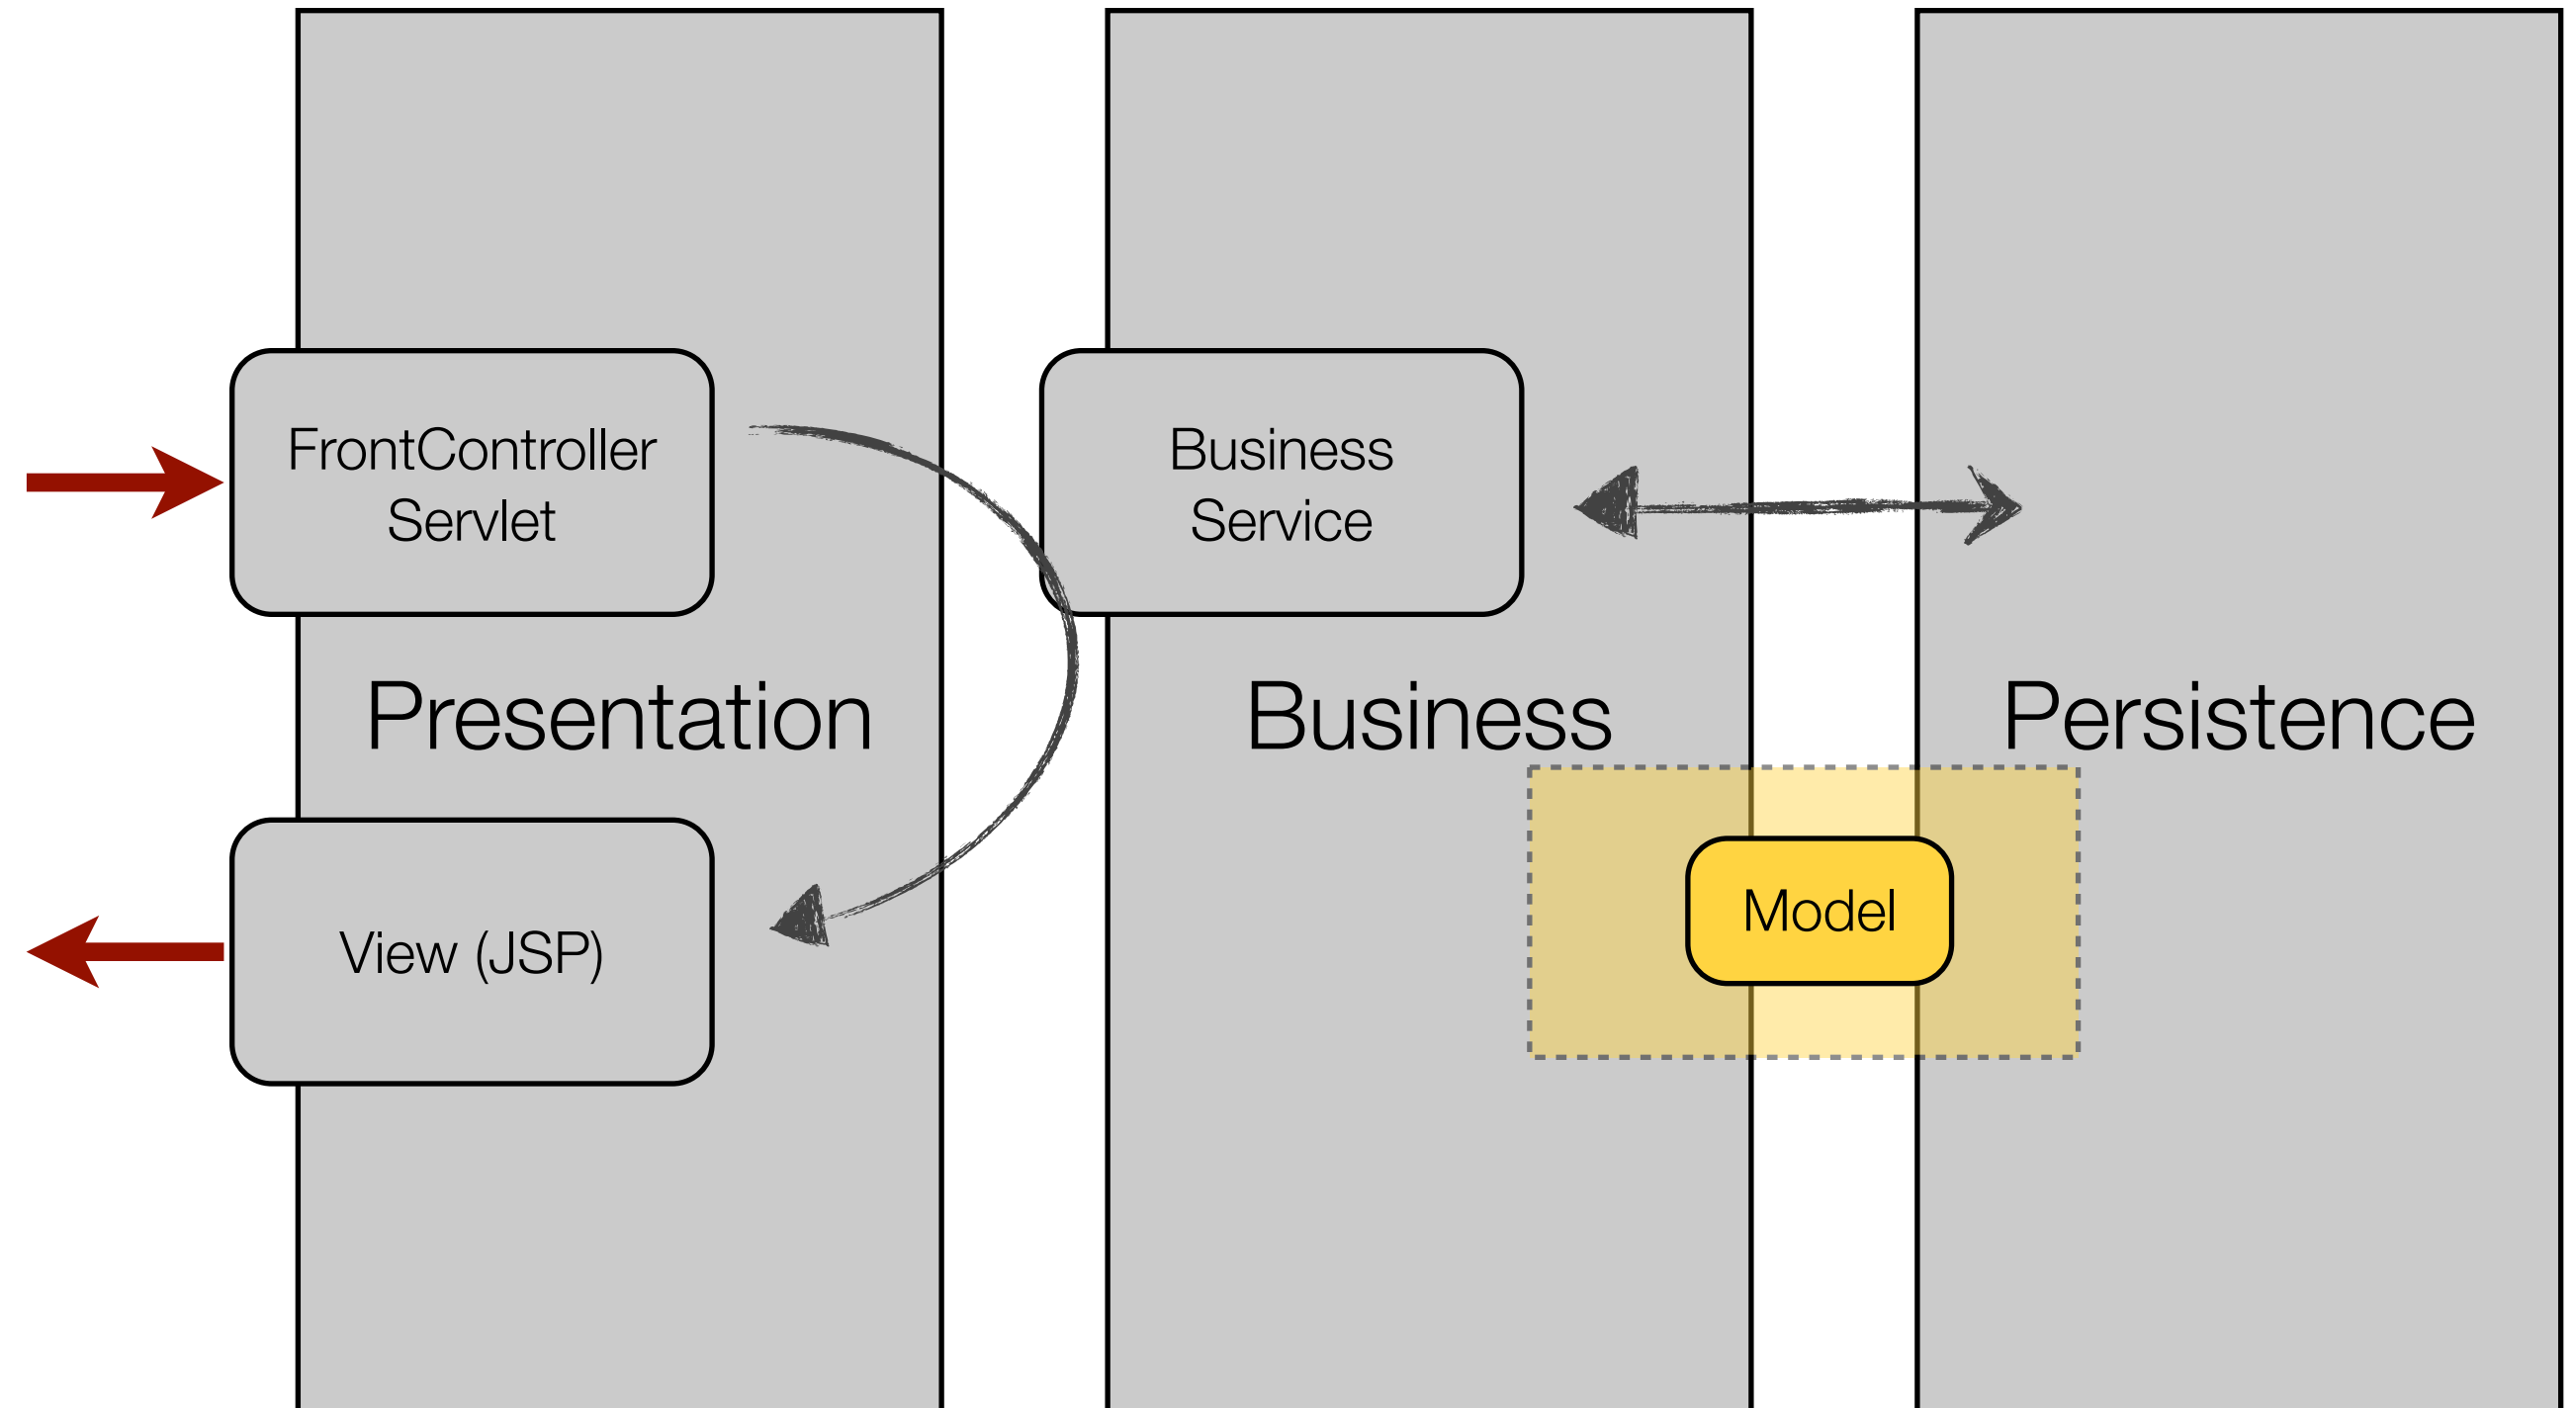 FrontController
Servlet
Business
Service
Presentation
Business
Persistence
View (JSP)
Model